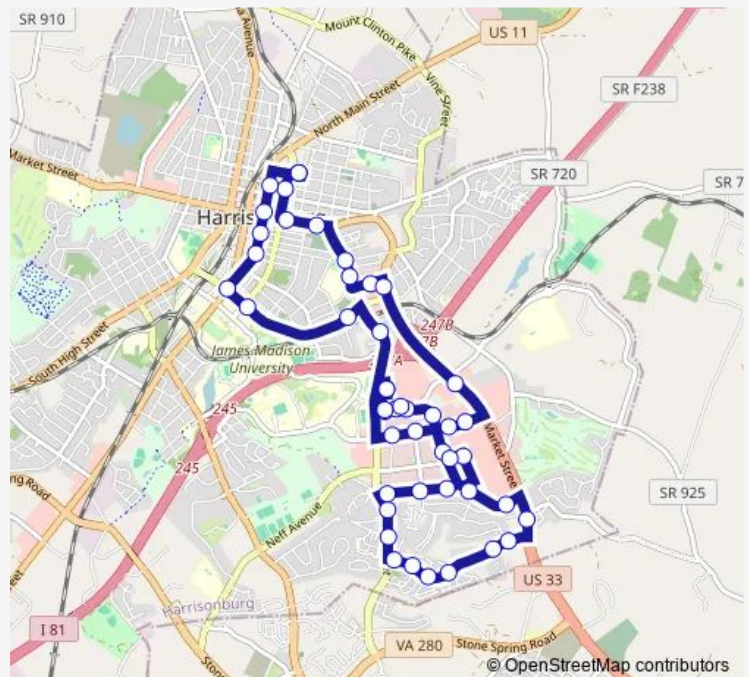 SR 910
Mount Clinton Pike
US 11
Vine Street
SR F238
North Main Street
Market Street
SR 720
SR 7
Harris
247B
7B
South High Street
James Madison
University
245
245
Market Street
SR 925
Neff Avenue
US 33
Harrisonburg
I 81
VA 280
Stone Spring Road
© OpenStreetMap contributors